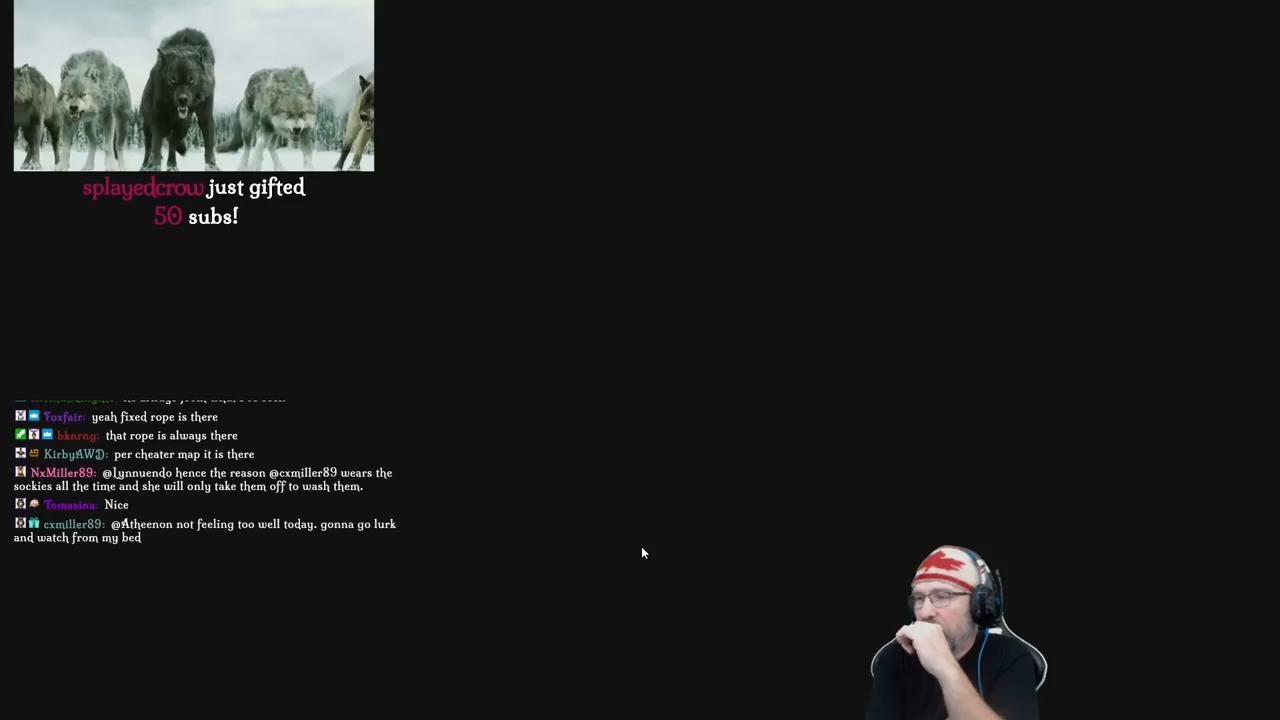 splayedcrow just gifted
50 subs!
Foxfair: yeah fixed rope is there
bknrng: that rope is always there
KirbyAWD: per cheater map it is there
NxMiller89: @Lynnuendo hence the reason @cxmiller89 wears the
sockies all the time and she will only take them off to wash them.
Tomasina: Nice
cxmiller89: @Atheenon not feeling too well today. gonna go lurk
and watch from my bed